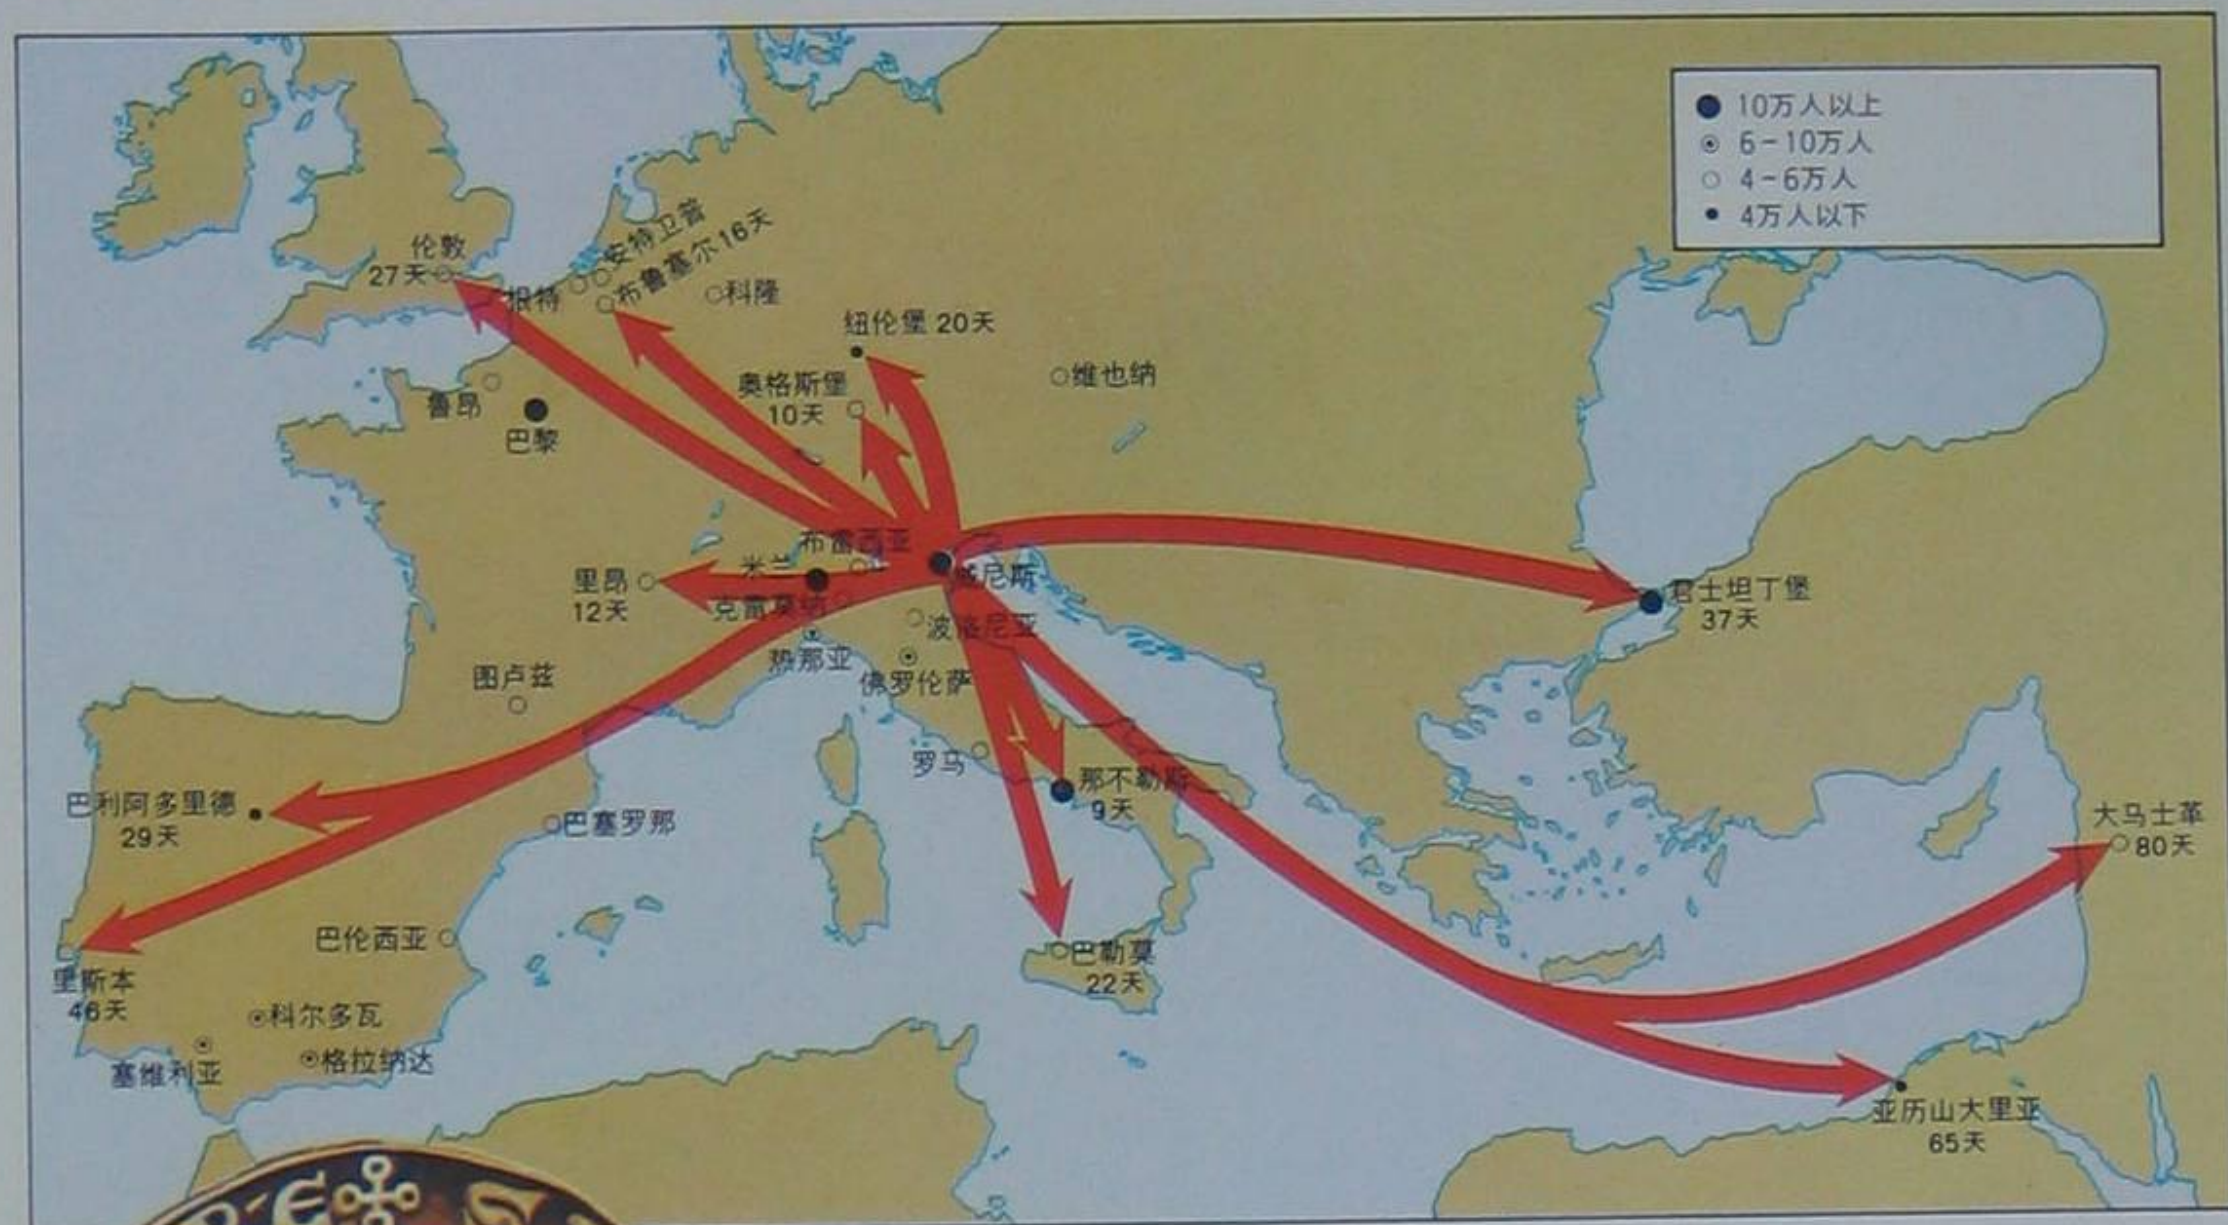 10万人以上
6-10万人
4-6万人
4万人以下
伦敦
27天
安特卫普
布鲁塞尔16天
根特
科隆
纽伦堡 20天
奥格斯堡
10天
维也纳
鲁昂
巴黎
布雷西亚
米兰
威尼斯
里昂
12天
克雷莫纳
君士坦丁堡
37天
波洛尼亚
热那亚
佛罗伦萨
图卢兹
罗马
那不勒斯
9天
巴利阿多里德
29天
巴塞罗那
大马士革
80天
巴伦西亚
巴勒莫
22天
里斯本
46天
科尔多瓦
塞维利亚
格拉纳达
亚历山大里亚
65天